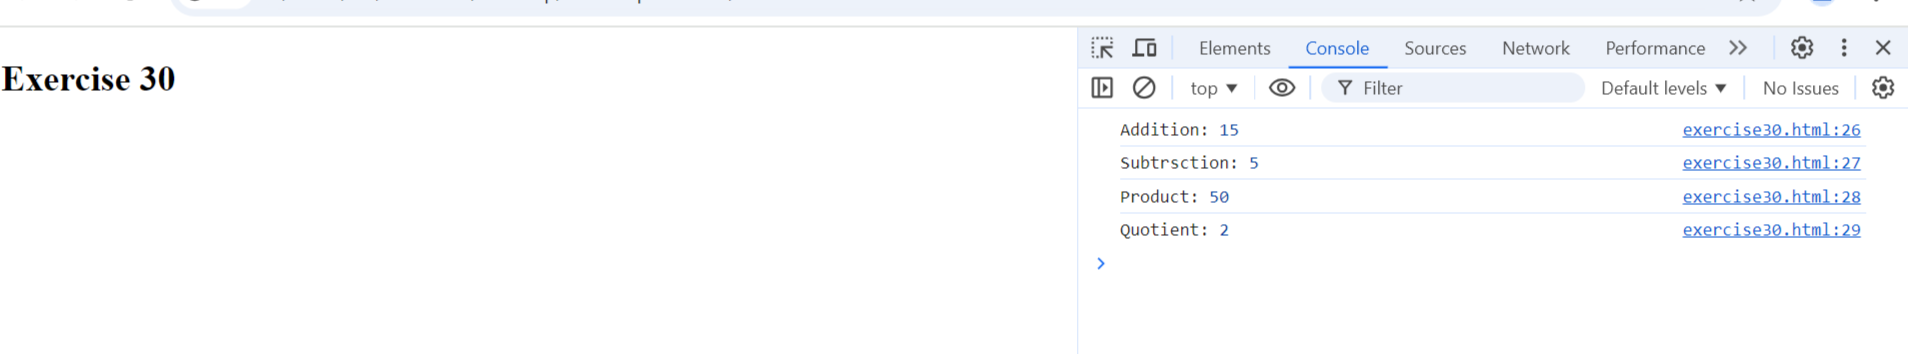 Exercise 30
Elements Console Sources Network Performance
top Filter Default levels No Issues
Addition: 15 exercise30.html:26
Subtrsction: 5 exercise30.html:27
Product: 50 exercise30.html:28
Quotient: 2 exercise30.html:29